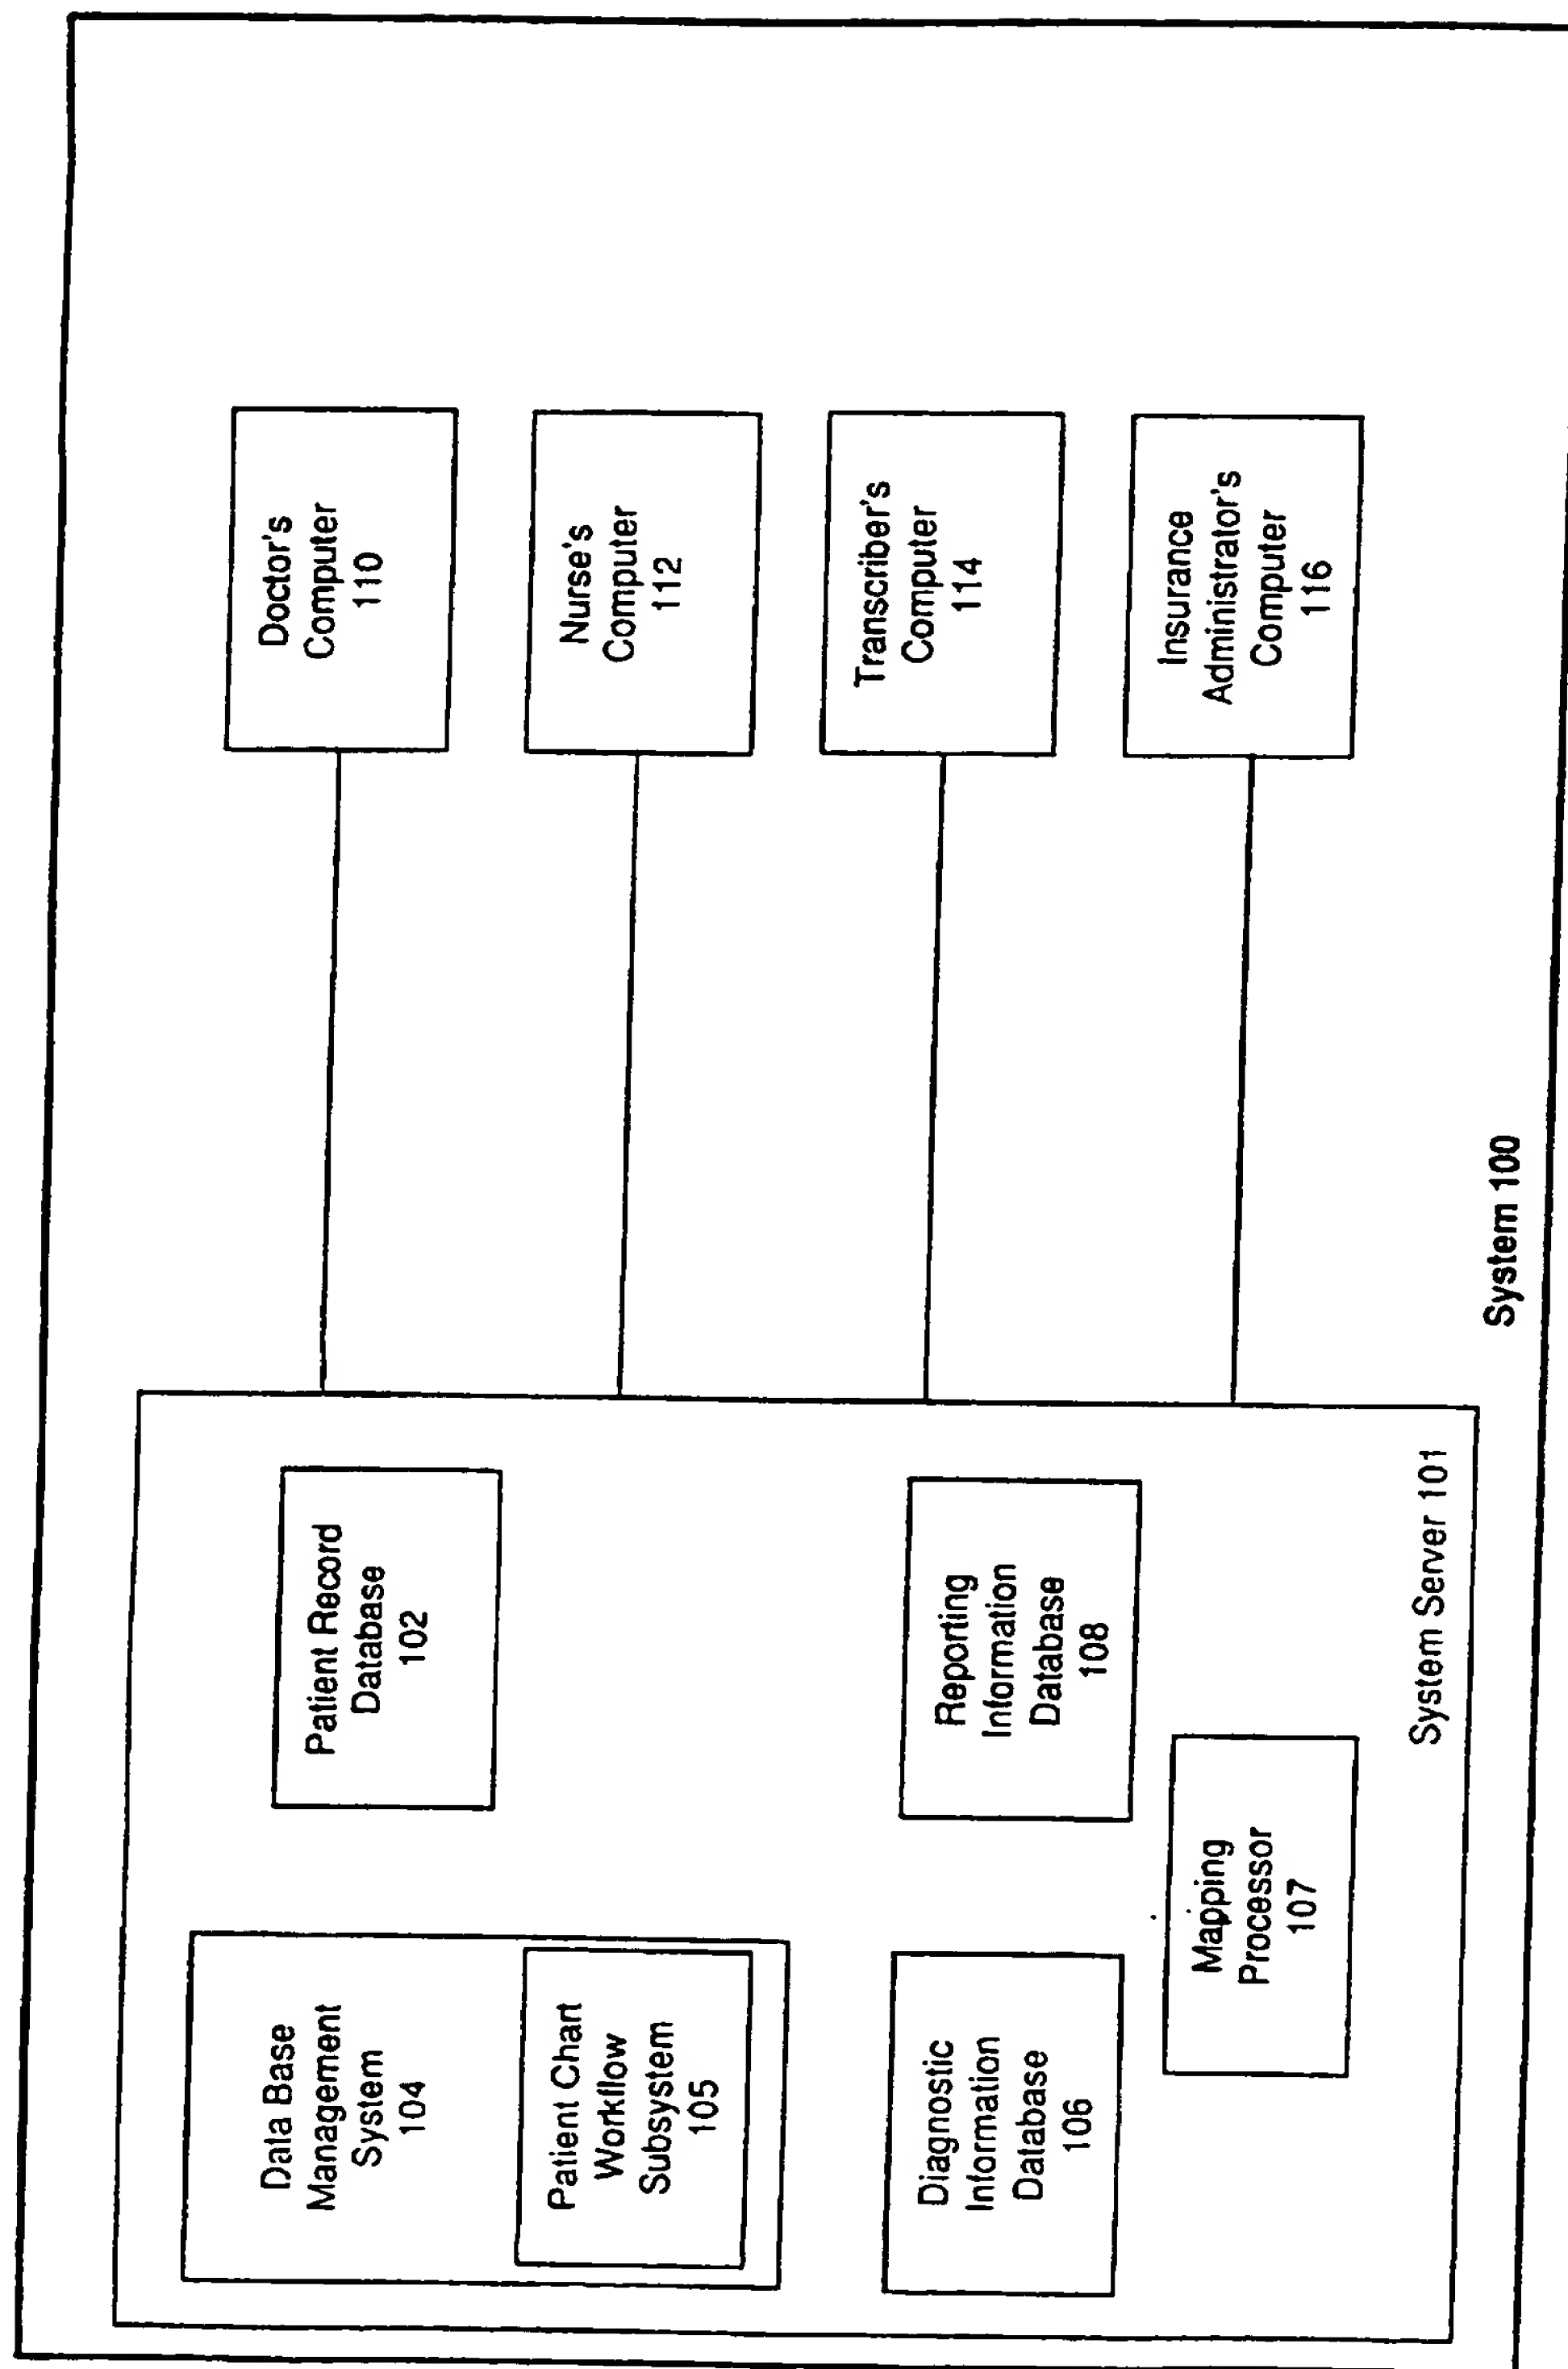 Data Base
Management
System
104
Patient Chart
Workflow
Subsystem
105
Patient Record
Database
102
Diagnostic
Information
Database
106
Reporting
Information
Database
108
Mapping
Processor
107
System Server 101
Doctor's
Computer
110
Nurse's
Computer
112
Transcriber's
Computer
114
Insurance
Administrator's
Computer
116
System 100